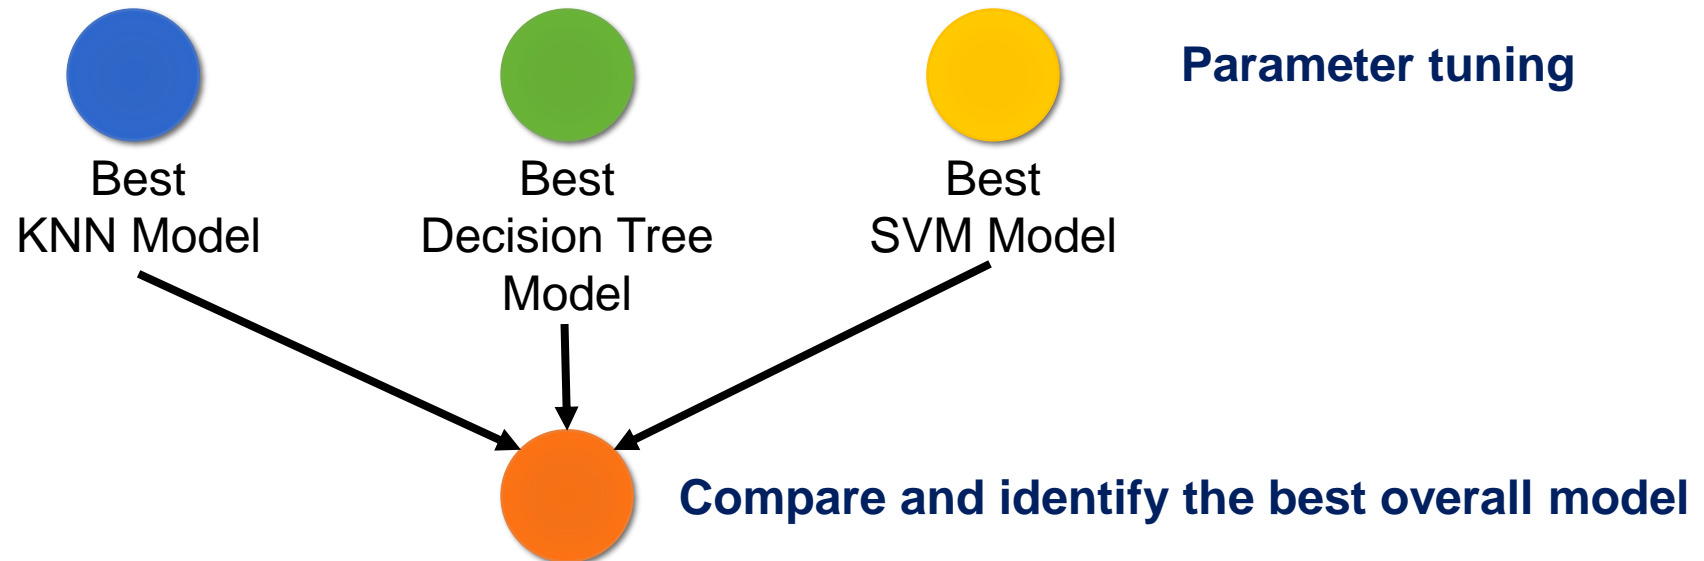 Parameter tuning
Best
KNN Model
Best
Decision Tree
Model
Best
SVM Model
Compare and identify the best overall model